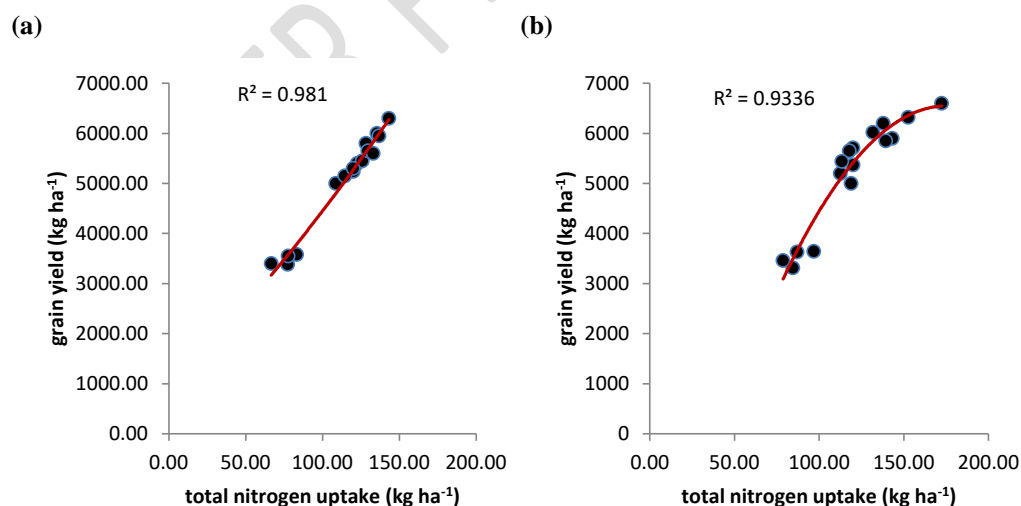 (a)
(b)
R² = 0.981
7000.00
6000.00
5000.00
4000.00
3000.00
2000.00
1000.00
0.00
grain yield (kg ha⁻¹)
0.00 50.00 100.00 150.00 200.00
total nitrogen uptake (kg ha⁻¹)
R² = 0.9336
7000
6000
5000
4000
3000
2000
1000
0
grain yield (kg ha⁻¹)
0.00 50.00 100.00 150.00 200.00
total nitrogen uptake (kg ha⁻¹)